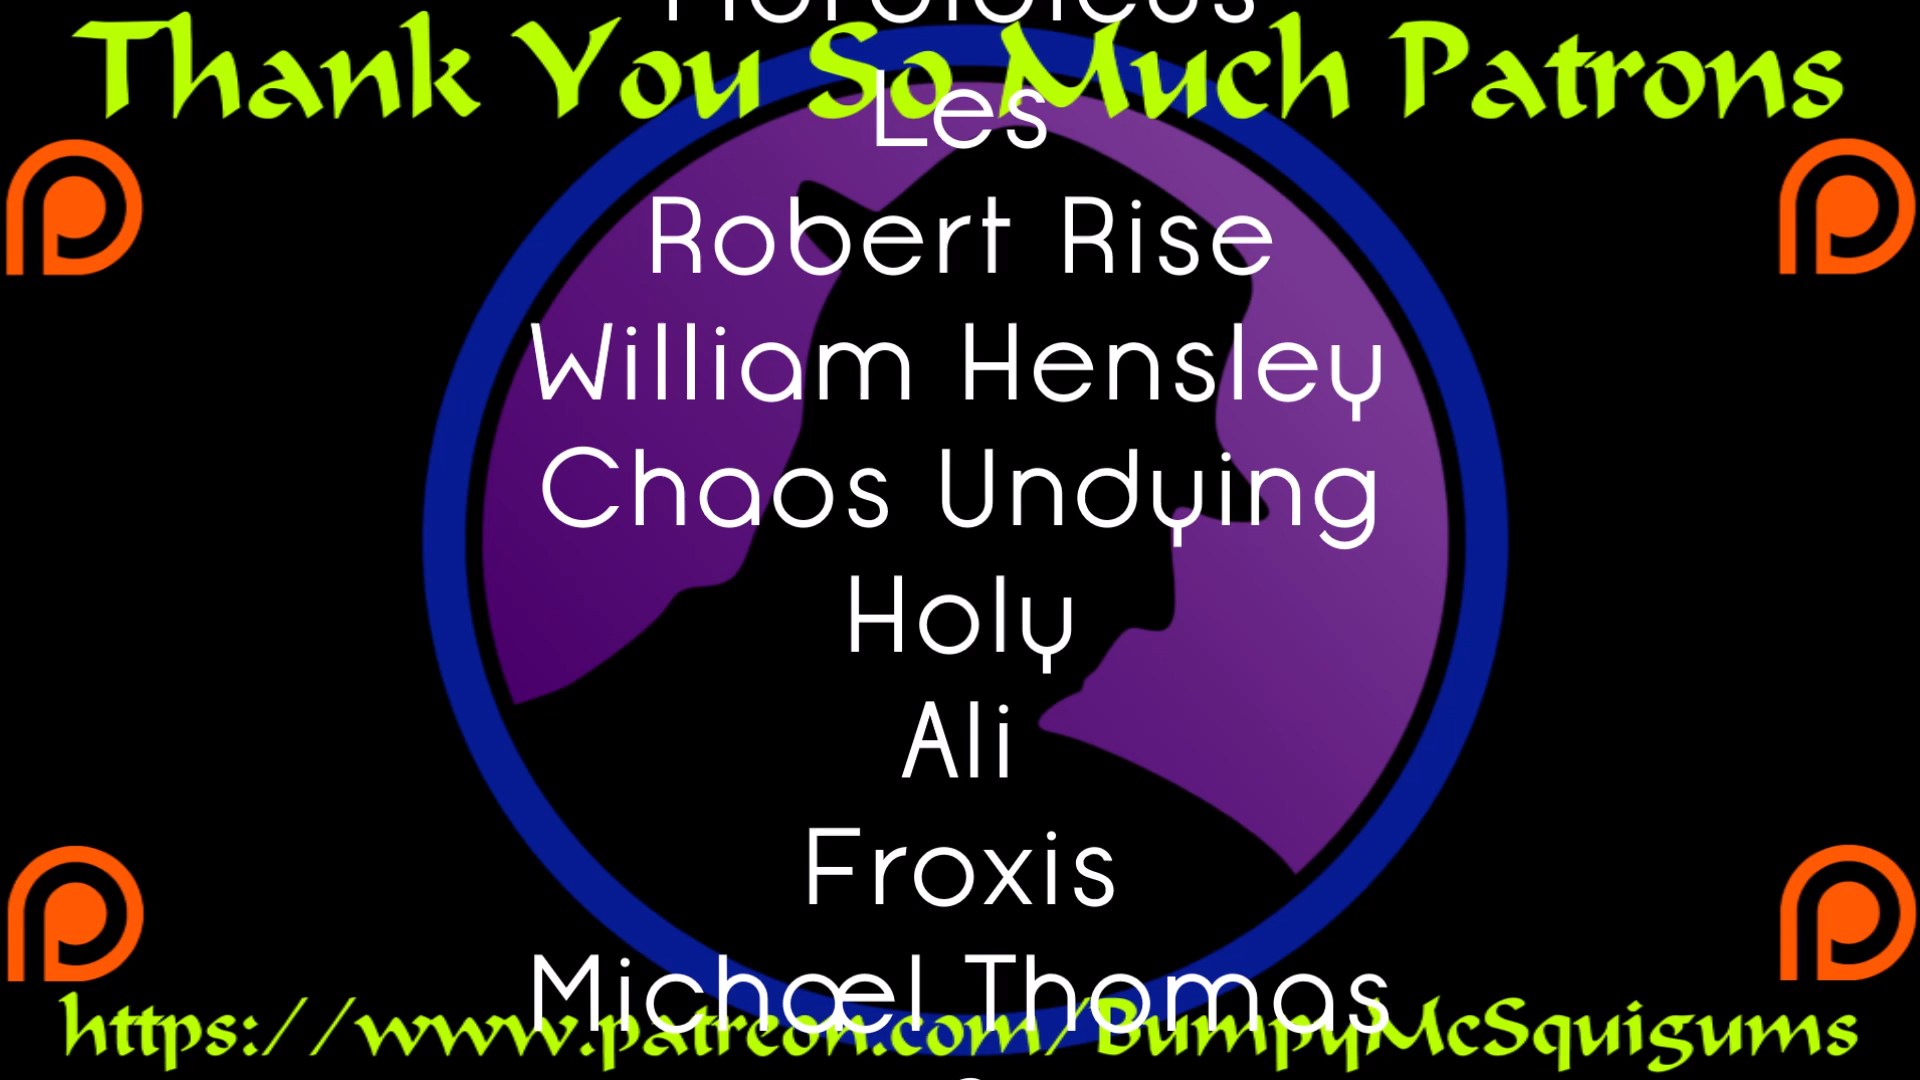 Thank You So Much Patrons
Les
Robert Rise
William Hensley
Chaos Undying
Holy
Ali
Froxis
Michael Thomas
https://www.patreon.com/BumpyMcSquigums